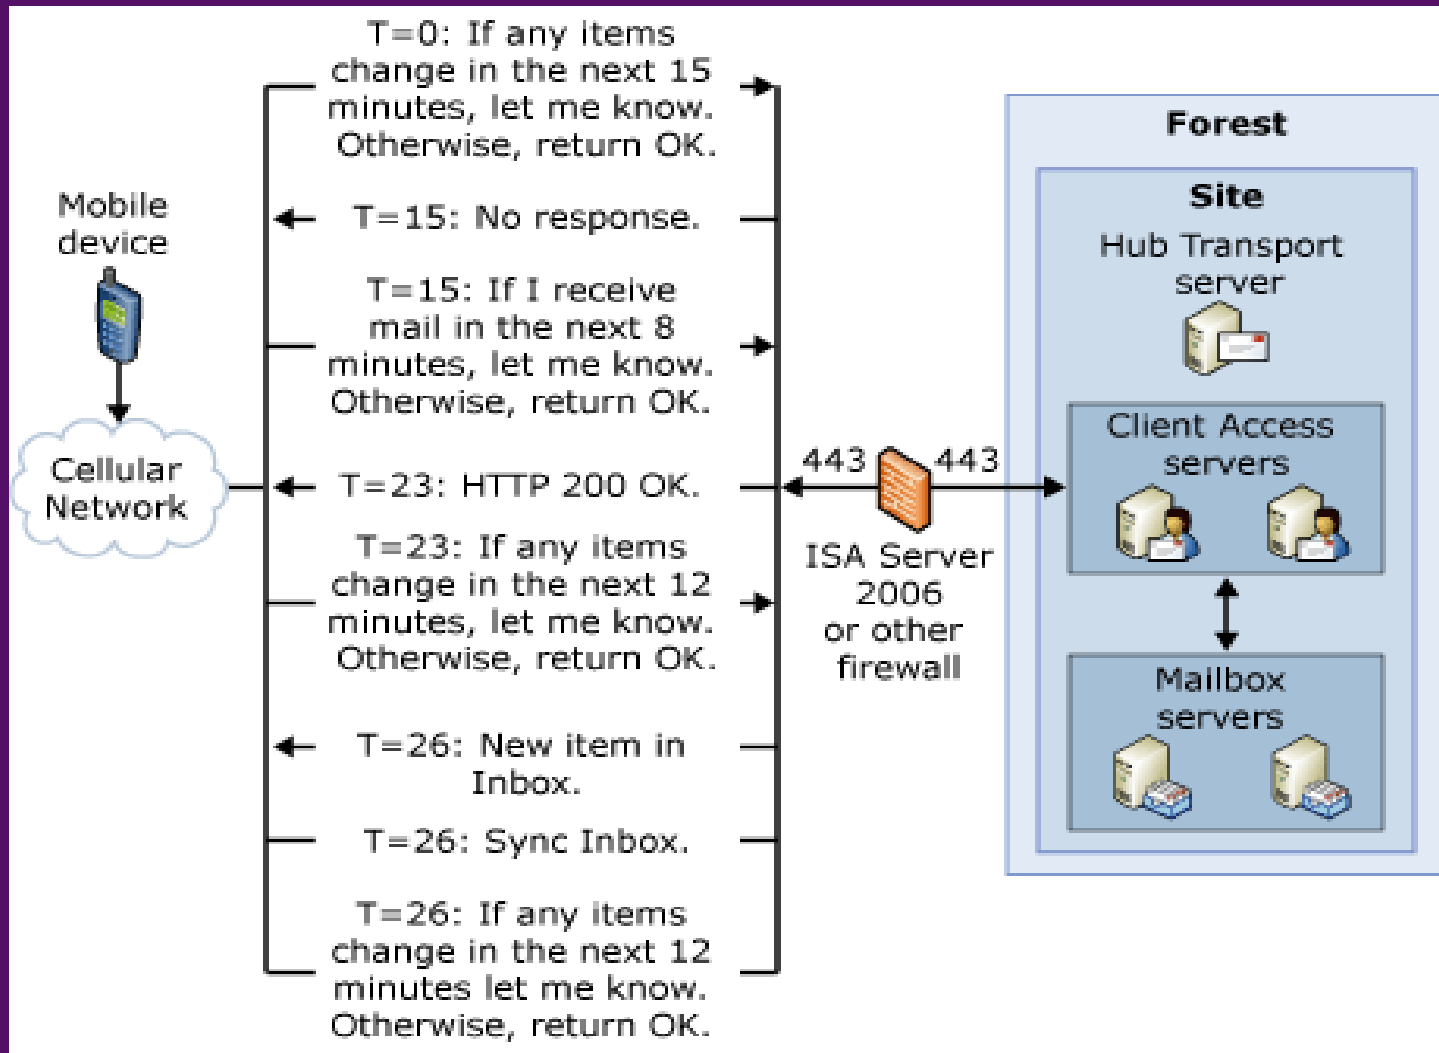 T=0: If any items
change in the next 15
minutes, let me know.
Otherwise, return OK.
Mobile
device
T=15: No response.
T=15: If I receive
mail in the next 8
minutes, let me know.
Otherwise, return OK.
Cellular
Network
T=23: HTTP 200 OK.
T=23: If any items
change in the next 12
minutes, let me know.
Otherwise, return OK.
T=26: New item in
Inbox.
T=26: Sync Inbox.
T=26: If any items
change in the next 12
minutes let me know.
Otherwise, return OK.
443
443
ISA Server
2006
or other
firewall
Forest
Site
Hub Transport
server
Client Access
servers
Mailbox
servers